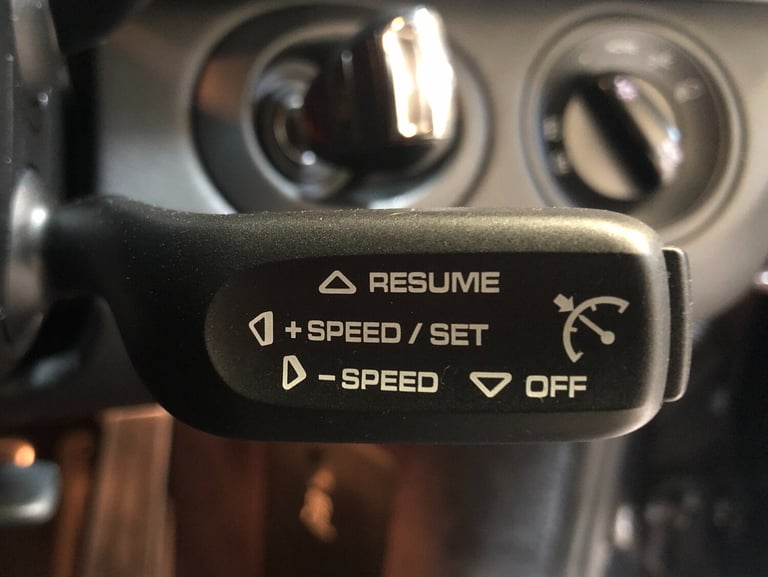 △ RESUME
◁ +SPEED / SET
▷ −SPEED ▽ OFF